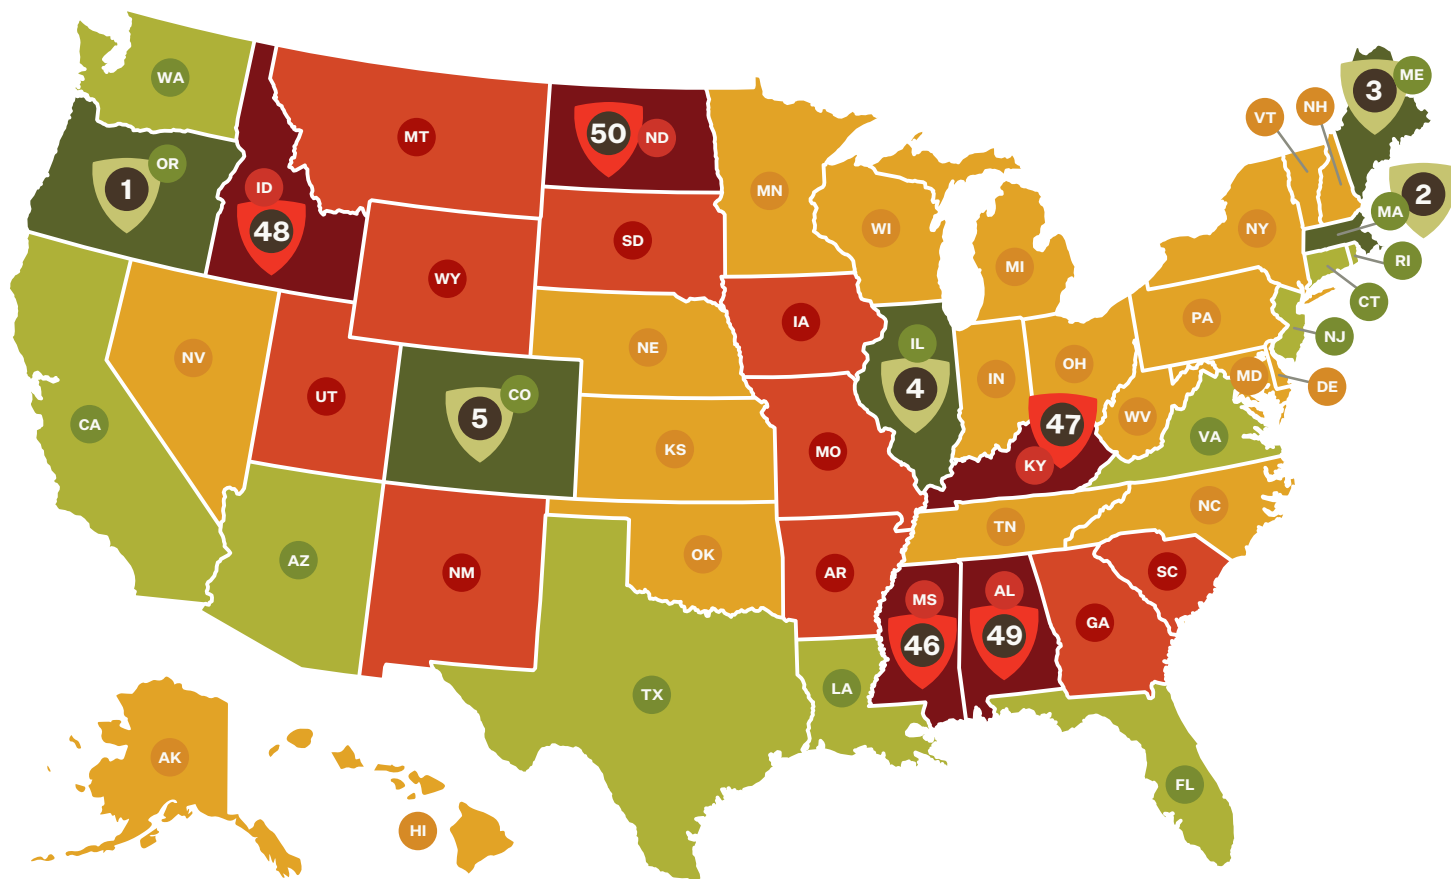 WA
MT
50
ND
3
ME
VT
NH
1
OR
ID
48
MN
WI
MI
NY
2
MA
RI
CT
SD
WY
IA
IL
4
IN
OH
PA
NJ
MD
DE
NV
UT
5
CO
NE
KS
MO
47
KY
WV
VA
CA
AZ
NM
OK
AR
TN
NC
SC
MS
46
AL
49
GA
TX
LA
FL
AK
HI